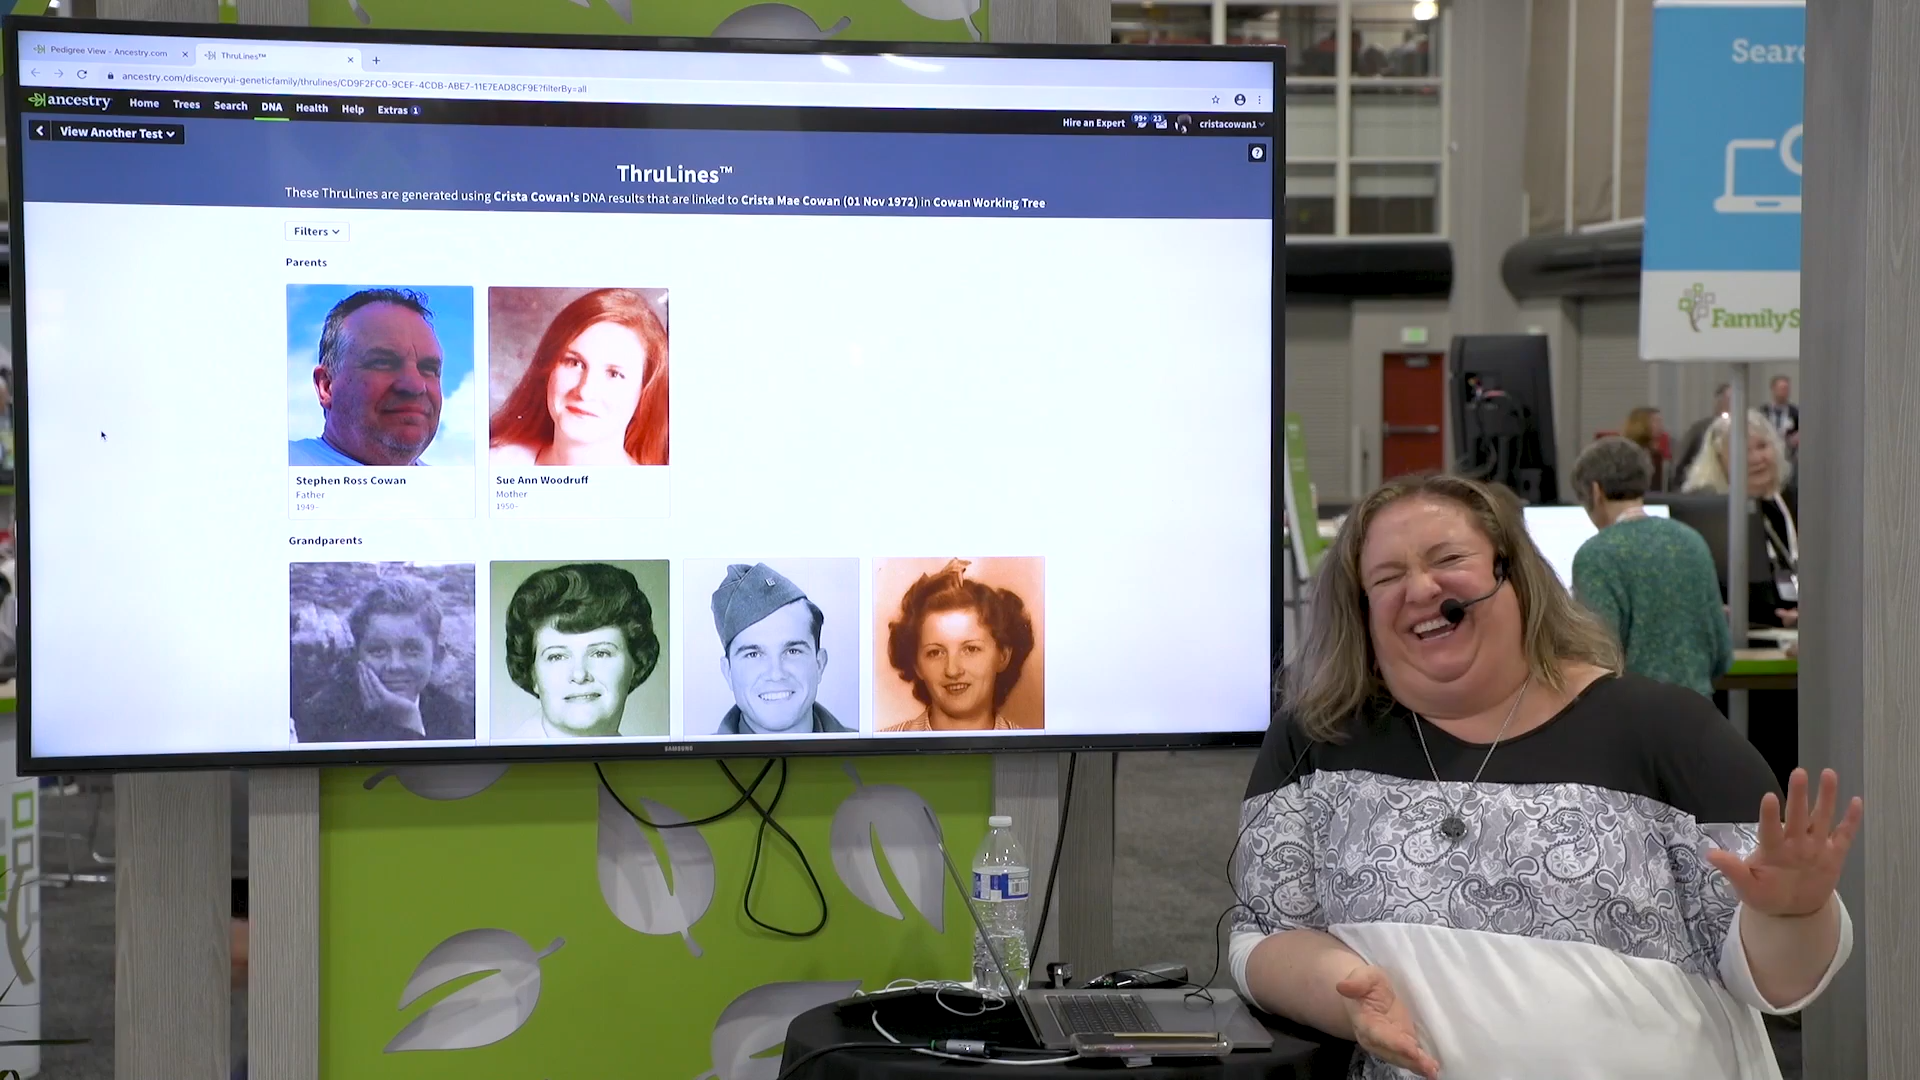 Pedigree View - Ancestry.com
ThruLines™
ancestry.com/discoveryui-geneticfamily/thrulines/CD9F2FC0-9CEF-4CDB-ABE7-11E7EAD8CF9E?filterBy=all
ancestry Home Trees Search DNA Health Help Extras 1
Hire an Expert 99+ 23 cristacowan1
View Another Test
?
ThruLines™
These ThruLines are generated using Crista Cowan's DNA results that are linked to Crista Mae Cowan (01 Nov 1972) in Cowan Working Tree
Filters
Parents
Stephen Ross Cowan
Father
1949–
Sue Ann Woodruff
Mother
1950–
Grandparents
SAMSUNG
Searc
FamilyS